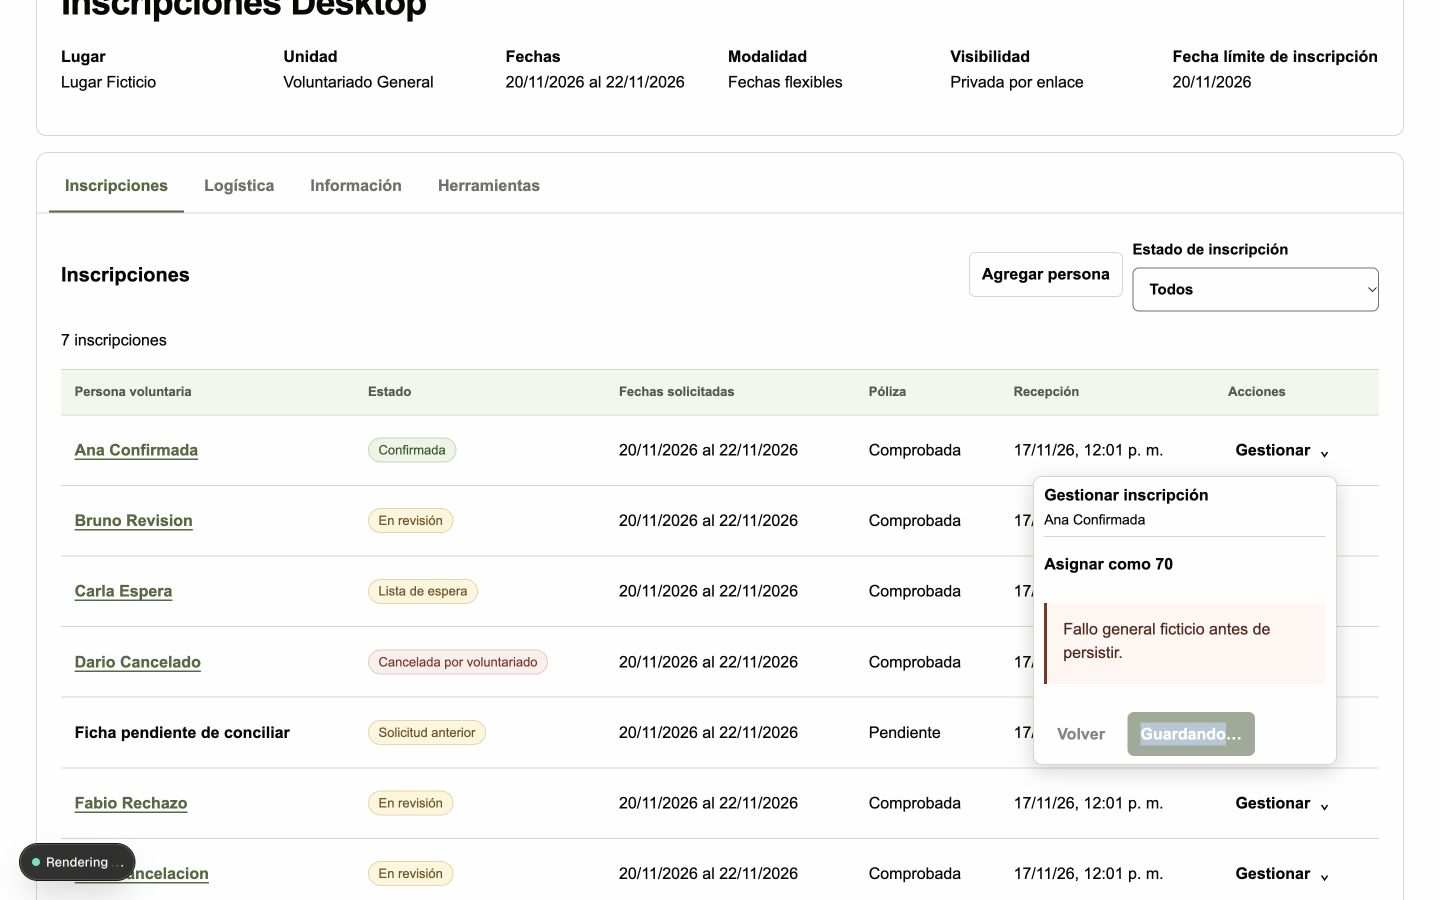 Inscripciones Desktop
Lugar
Lugar Ficticio
Unidad
Voluntariado General
Fechas
20/11/2026 al 22/11/2026
Modalidad
Fechas flexibles
Visibilidad
Privada por enlace
Fecha límite de inscripción
20/11/2026
Inscripciones Logística Información Herramientas
Inscripciones
Agregar persona
Estado de inscripción
Todos
7 inscripciones
Persona voluntaria Estado Fechas solicitadas Póliza Recepción Acciones
Ana Confirmada Confirmada 20/11/2026 al 22/11/2026 Comprobada 17/11/26, 12:01 p. m. Gestionar
Bruno Revision En revisión 20/11/2026 al 22/11/2026 Comprobada 17/
Carla Espera Lista de espera 20/11/2026 al 22/11/2026 Comprobada 17/
Dario Cancelado Cancelada por voluntariado 20/11/2026 al 22/11/2026 Comprobada 17/
Ficha pendiente de conciliar Solicitud anterior 20/11/2026 al 22/11/2026 Pendiente 17/
Gestionar inscripción
Ana Confirmada
Asignar como 70
Fallo general ficticio antes de
persistir.
Volver Guardando...
Fabio Rechazo En revisión 20/11/2026 al 22/11/2026 Comprobada 17/11/26, 12:01 p. m. Gestionar
ancelacion En revisión 20/11/2026 al 22/11/2026 Comprobada 17/11/26, 12:01 p. m. Gestionar
Rendering ...